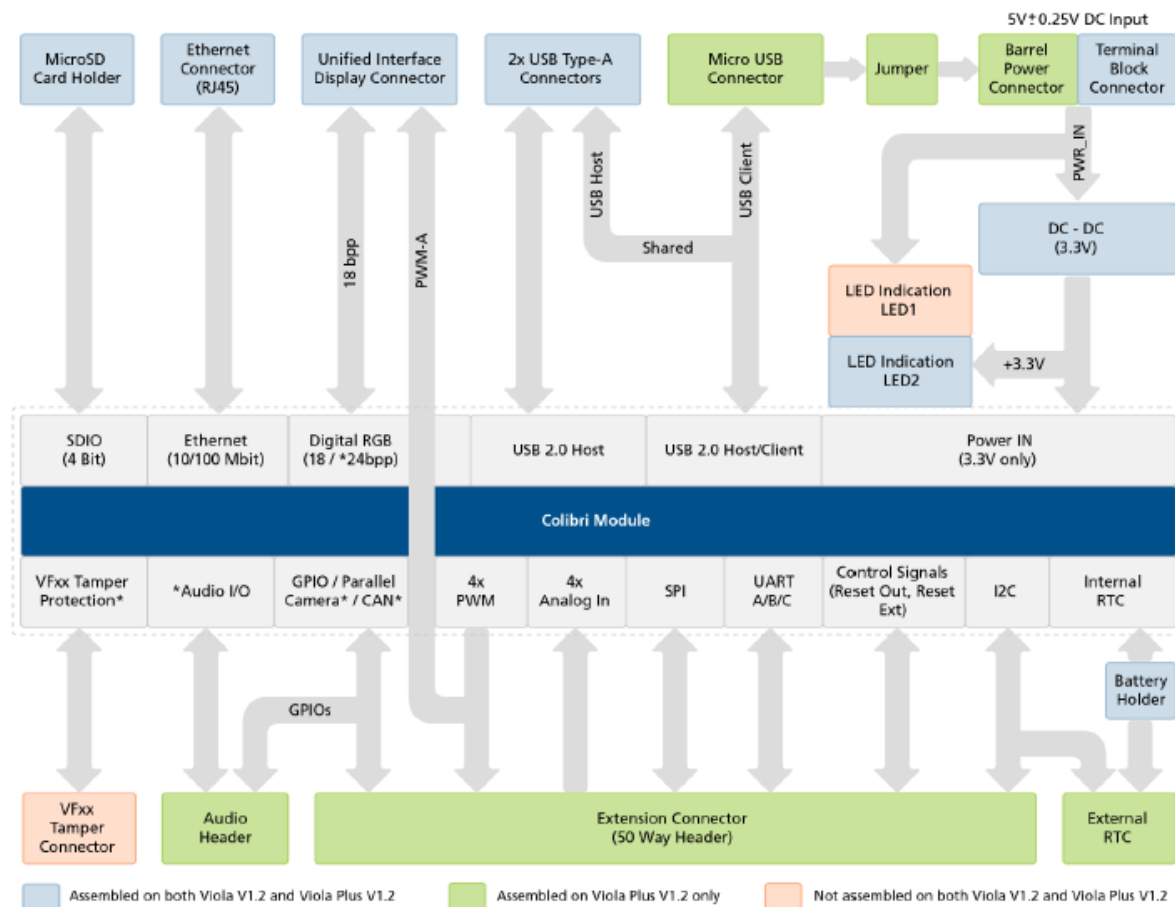 5V±0.25V DC Input
MicroSD
Card Holder
Ethernet
Connector
(RJ45)
Unified Interface
Display Connector
2x USB Type-A
Connectors
Micro USB
Connector
Jumper
Barrel
Power
Connector
Terminal
Block
Connector
PWR_IN
USB Host
USB Client
Shared
18 bpp
PWM-A
DC - DC
(3.3V)
LED Indication
LED1
LED Indication
LED2
+3.3V
SDIO
(4 Bit)
Ethernet
(10/100 Mbit)
Digital RGB
(18 / *24bpp)
USB 2.0 Host
USB 2.0 Host/Client
Power IN
(3.3V only)
Colibri Module
VFxx Tamper
Protection*
*Audio I/O
GPIO / Parallel
Camera* / CAN*
4x
PWM
4x
Analog In
SPI
UART
A/B/C
Control Signals
(Reset Out, Reset
Ext)
I2C
Internal
RTC
Battery
Holder
GPIOs
VFxx
Tamper
Connector
Audio
Header
Extension Connector
(50 Way Header)
External
RTC
Assembled on both Viola V1.2 and Viola Plus V1.2
Assembled on Viola Plus V1.2 only
Not assembled on both Viola V1.2 and Viola Plus V1.2